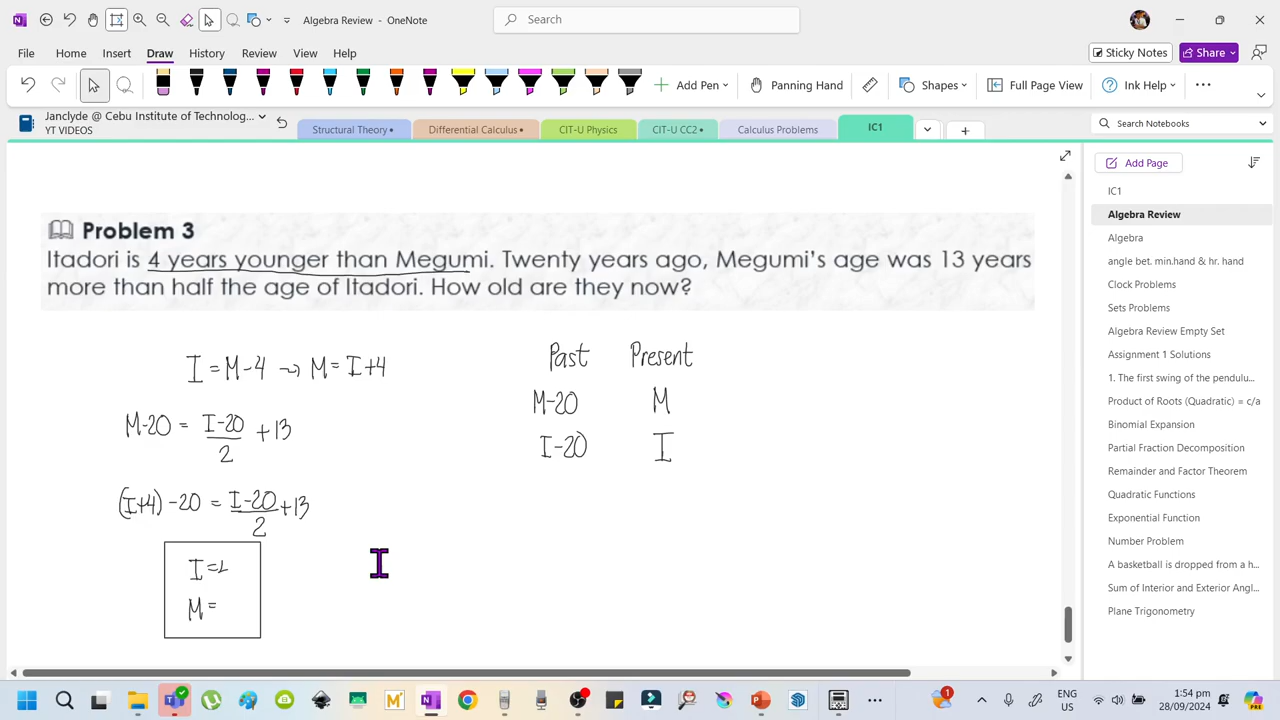 Algebra Review - OneNote
Search
File Home Insert Draw History Review View Help
Sticky Notes Share
Add Pen Panning Hand Shapes Full Page View Ink Help
Janclyde @ Cebu Institute of Technolog...
YT VIDEOS
Structural Theory • Differential Calculus • CIT-U Physics CIT-U CC2 • Calculus Problems IC1
Search Notebooks
Add Page
IC1
Algebra Review
Algebra
angle bet. min.hand & hr. hand
Clock Problems
Sets Problems
Algebra Review Empty Set
Assignment 1 Solutions
1. The first swing of the pendulu...
Product of Roots (Quadratic) = c/a
Binomial Expansion
Partial Fraction Decomposition
Remainder and Factor Theorem
Quadratic Functions
Exponential Function
Number Problem
A basketball is dropped from a h...
Sum of Interior and Exterior Angl...
Plane Trigonometry
Problem 3
Itadori is 4 years younger than Megumi. Twenty years ago, Megumi's age was 13 years
more than half the age of Itadori. How old are they now?
I = M-4 → M = I+4
M-20 = (I-20)/2 + 13
(I+4) -20 = (I-20)/2 +13
I =
M =
Past Present
M-20 M
I-20 I
ENG
US
1:54 pm
28/09/2024